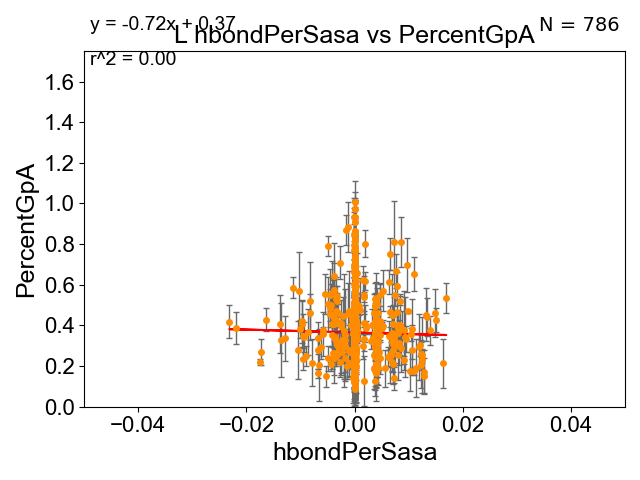 y = -0.72x + 0.37
N = 786
L hbondPerSasa vs PercentGpA
r^2 = 0.00
PercentGpA
1.6
1.4
1.2
1.0
0.8
0.6
0.4
0.2
0.0
−0.04 −0.02 0.00 0.02 0.04
hbondPerSasa